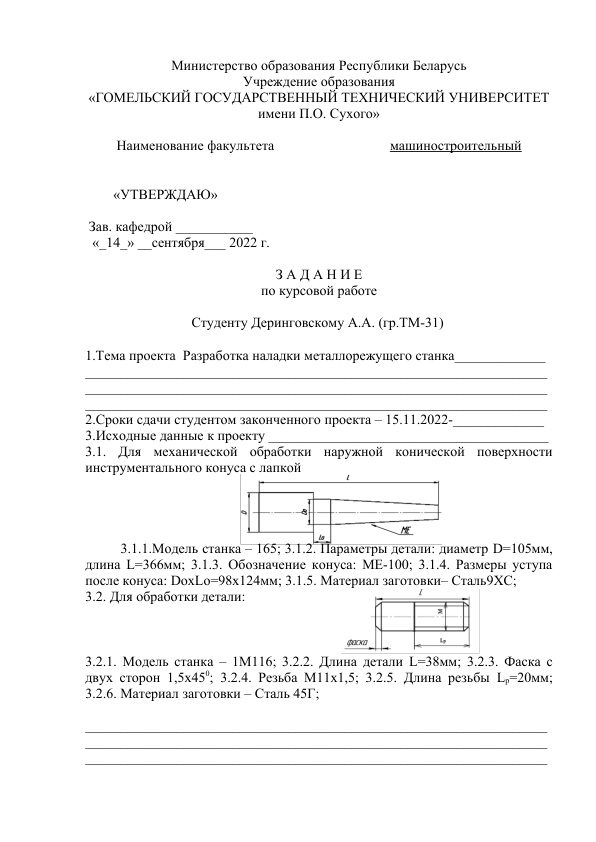 Министерство образования Республики Беларусь
Учреждение образования
«ГОМЕЛЬСКИЙ ГОСУДАРСТВЕННЫЙ ТЕХНИЧЕСКИЙ УНИВЕРСИТЕТ
имени П.О. Сухого»
Наименование факультета машиностроительный
«УТВЕРЖДАЮ»
Зав. кафедрой ___________
«_14_» __сентября___ 2022 г.
З А Д А Н И Е
по курсовой работе
Студенту Деринговскому А.А. (гр.ТМ-31)
1.Тема проекта Разработка наладки металлорежущего станка_____________
2.Сроки сдачи студентом законченного проекта – 15.11.2022-_____________
3.Исходные данные к проекту ________________________________________
3.1. Для механической обработки наружной конической поверхности
инструментального конуса с лапкой
l
D
Do
lo
МЕ
3.1.1.Модель станка – 165; 3.1.2. Параметры детали: диаметр D=105мм,
длина L=366мм; 3.1.3. Обозначение конуса: МЕ-100; 3.1.4. Размеры уступа
после конуса: DoxLo=98х124мм; 3.1.5. Материал заготовки– Сталь9ХС;
3.2. Для обработки детали:
l
М
Lр
фаска
3.2.1. Модель станка – 1М116; 3.2.2. Длина детали L=38мм; 3.2.3. Фаска с
двух сторон 1,5х45⁰; 3.2.4. Резьба М11х1,5; 3.2.5. Длина резьбы Lр=20мм;
3.2.6. Материал заготовки – Сталь 45Г;